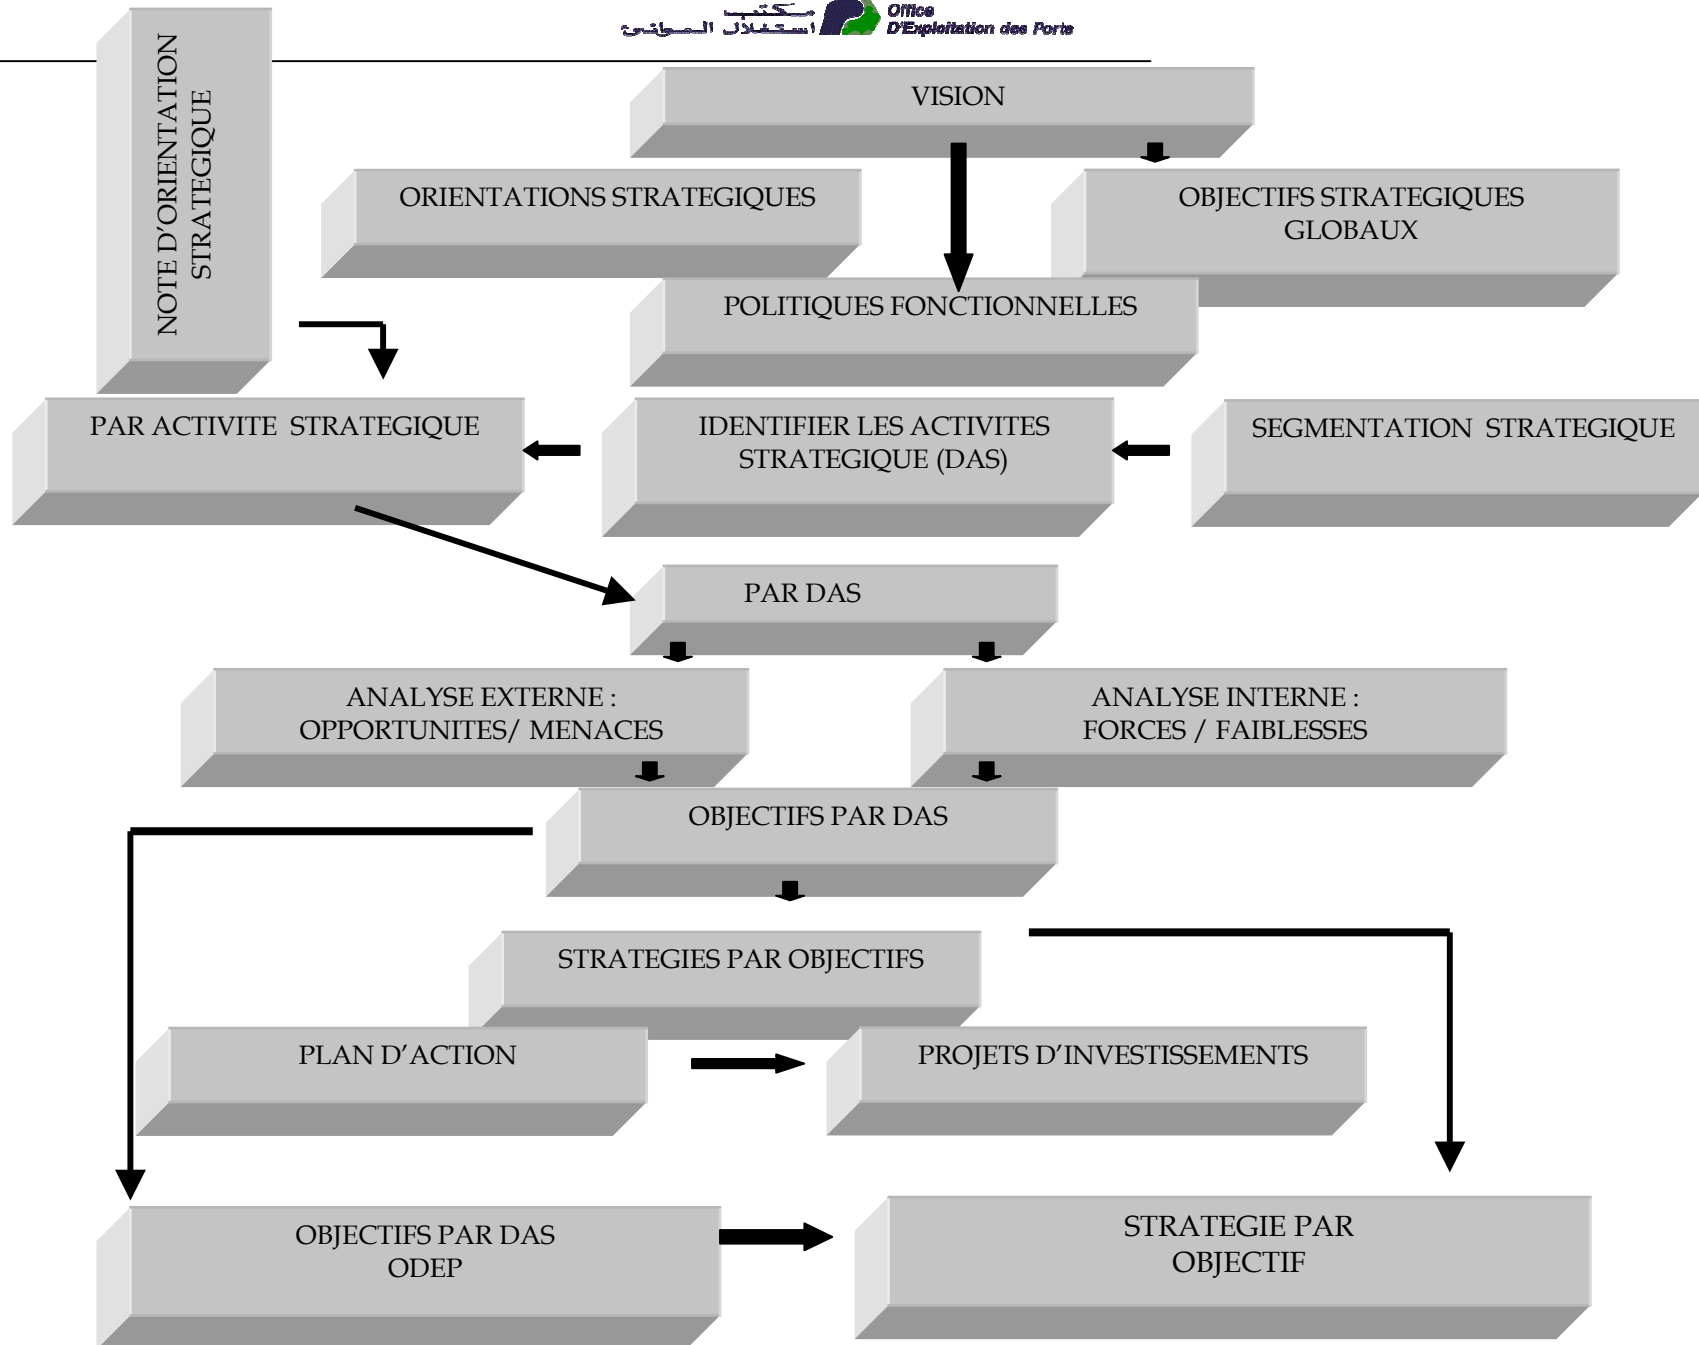 مكتب
استغلال الموانئ
Office
D'Exploitation des Ports
NOTE D'ORIENTATION
STRATEGIQUE
VISION
ORIENTATIONS STRATEGIQUES
OBJECTIFS STRATEGIQUES
GLOBAUX
POLITIQUES FONCTIONNELLES
PAR ACTIVITE STRATEGIQUE
IDENTIFIER LES ACTIVITES
STRATEGIQUE (DAS)
SEGMENTATION STRATEGIQUE
PAR DAS
ANALYSE EXTERNE :
OPPORTUNITES/ MENACES
ANALYSE INTERNE :
FORCES / FAIBLESSES
OBJECTIFS PAR DAS
STRATEGIES PAR OBJECTIFS
PLAN D'ACTION
PROJETS D'INVESTISSEMENTS
OBJECTIFS PAR DAS
ODEP
STRATEGIE PAR
OBJECTIF